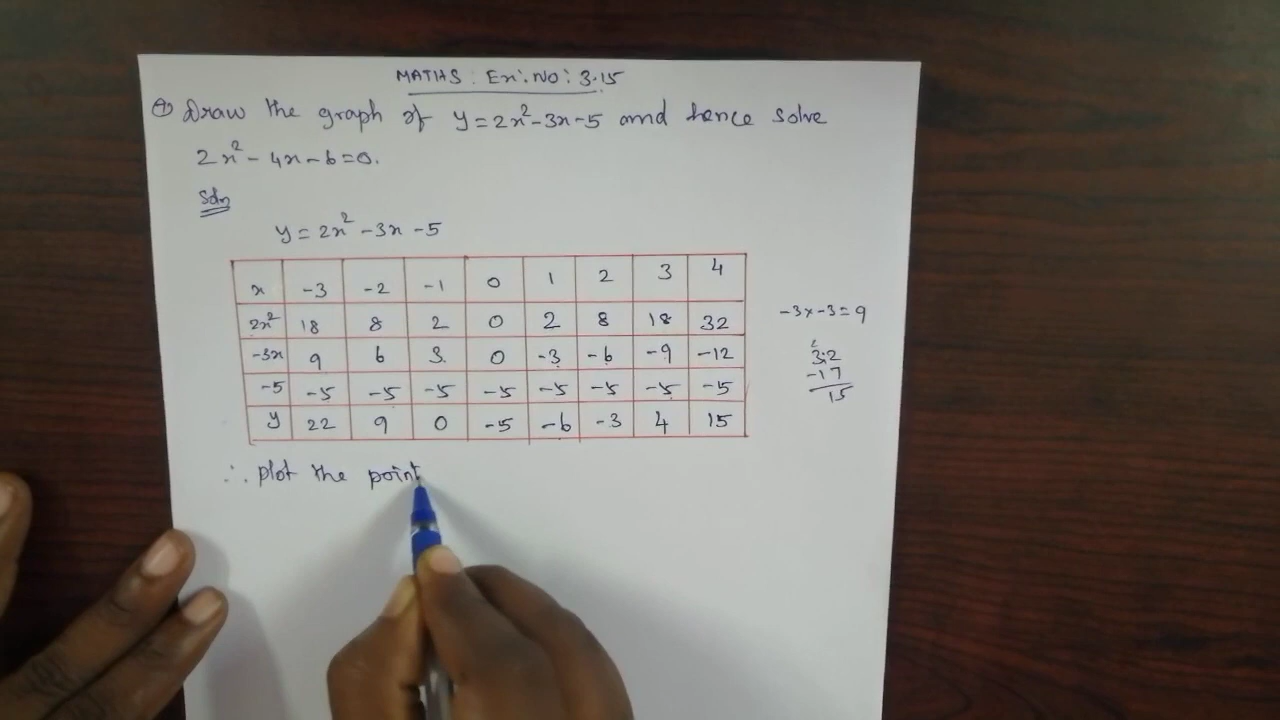 MATHS: Ex: No: 3.15
⑦ Draw the graph of y=2x²-3x-5 and hence solve
2x²-4x-6=0.
Soln
y=2x²-3x-5
x -3 -2 -1 0 1 2 3 4
2x² 18 8 2 0 2 8 18 32
-3x 9 6 3 0 -3 -6 -9 -12
-5 -5 -5 -5 -5 -5 -5 -5 -5
y 22 9 0 -5 -6 -3 4 15
∴ plot the point
-3x-3=9
2
32
-17
15